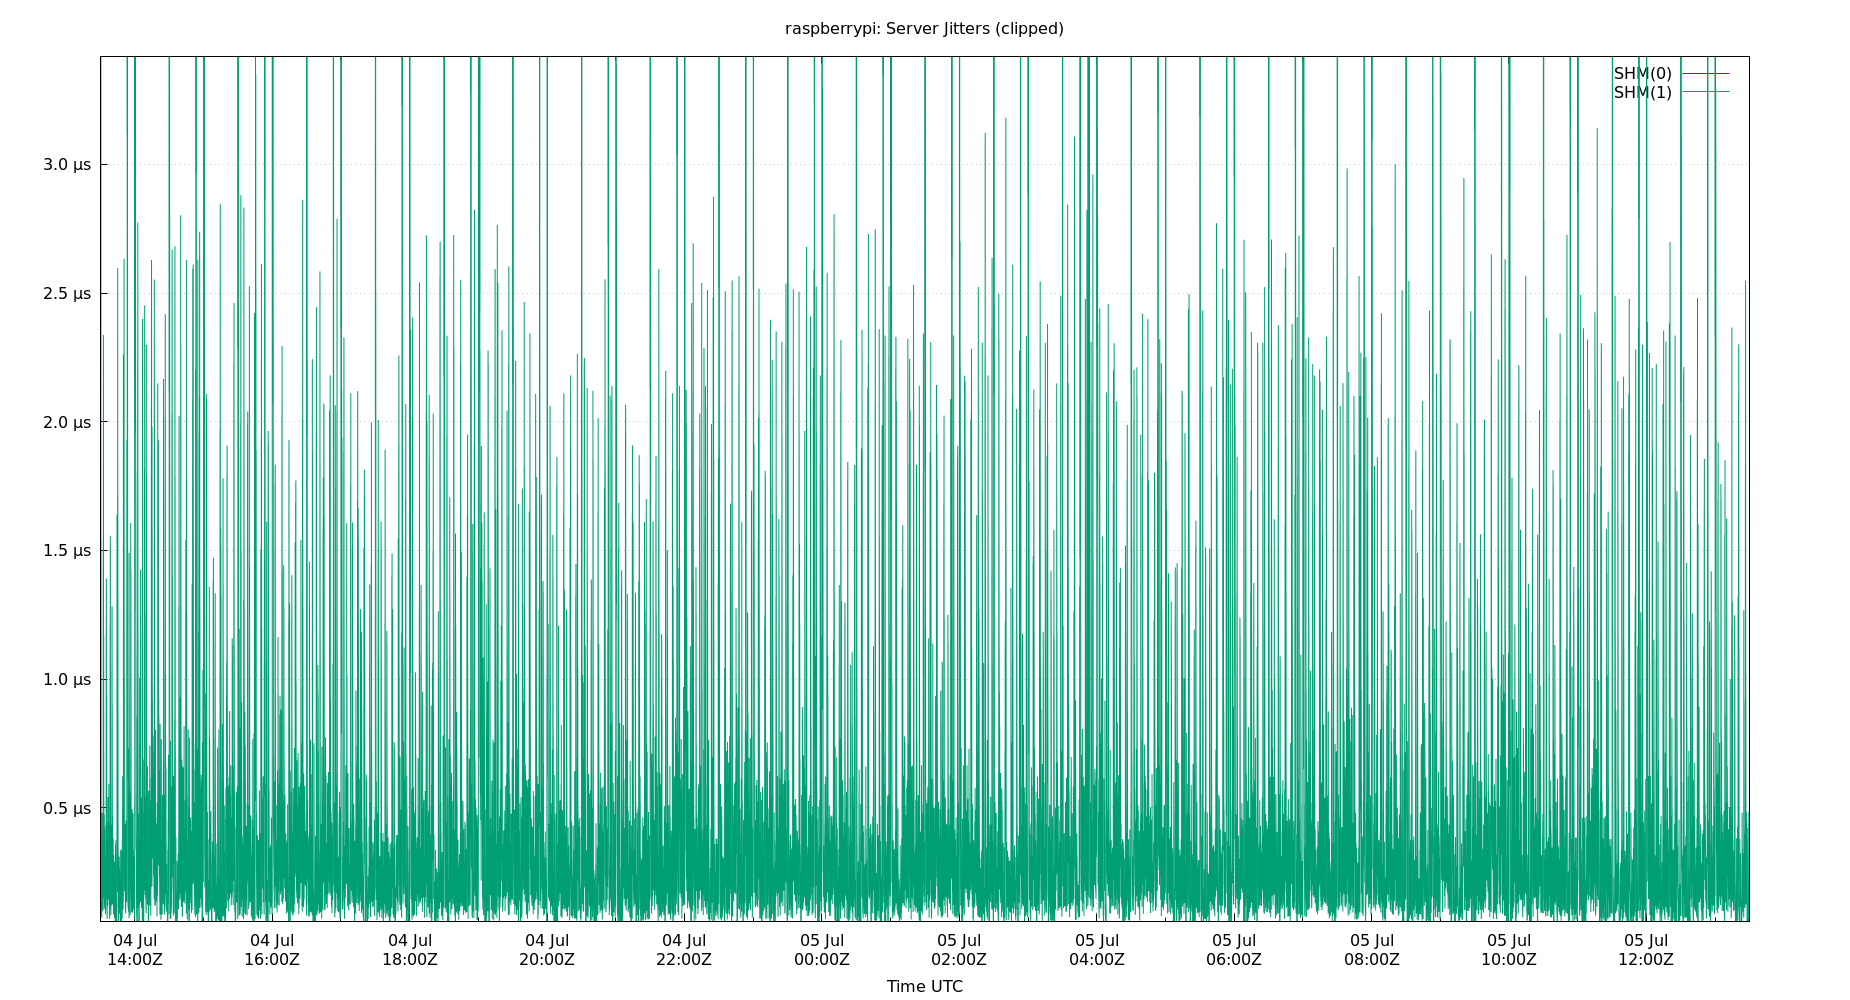 raspberrypi: Server Jitters (clipped)
SHM(0)
SHM(1)
3.0 µs
2.5 µs
2.0 µs
1.5 µs
1.0 µs
0.5 µs
04 Jul 04 Jul 04 Jul 04 Jul 04 Jul 05 Jul 05 Jul 05 Jul 05 Jul 05 Jul 05 Jul 05 Jul
14:00Z 16:00Z 18:00Z 20:00Z 22:00Z 00:00Z 02:00Z 04:00Z 06:00Z 08:00Z 10:00Z 12:00Z
Time UTC